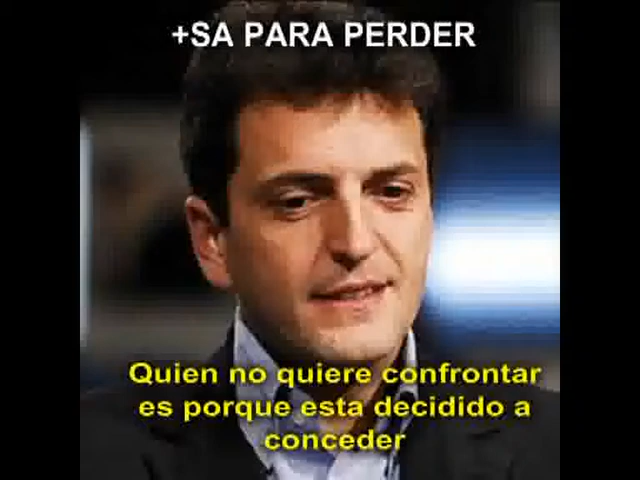 +SA PARA PERDER
Quien no quiere confrontar
es porque esta decidido a
conceder